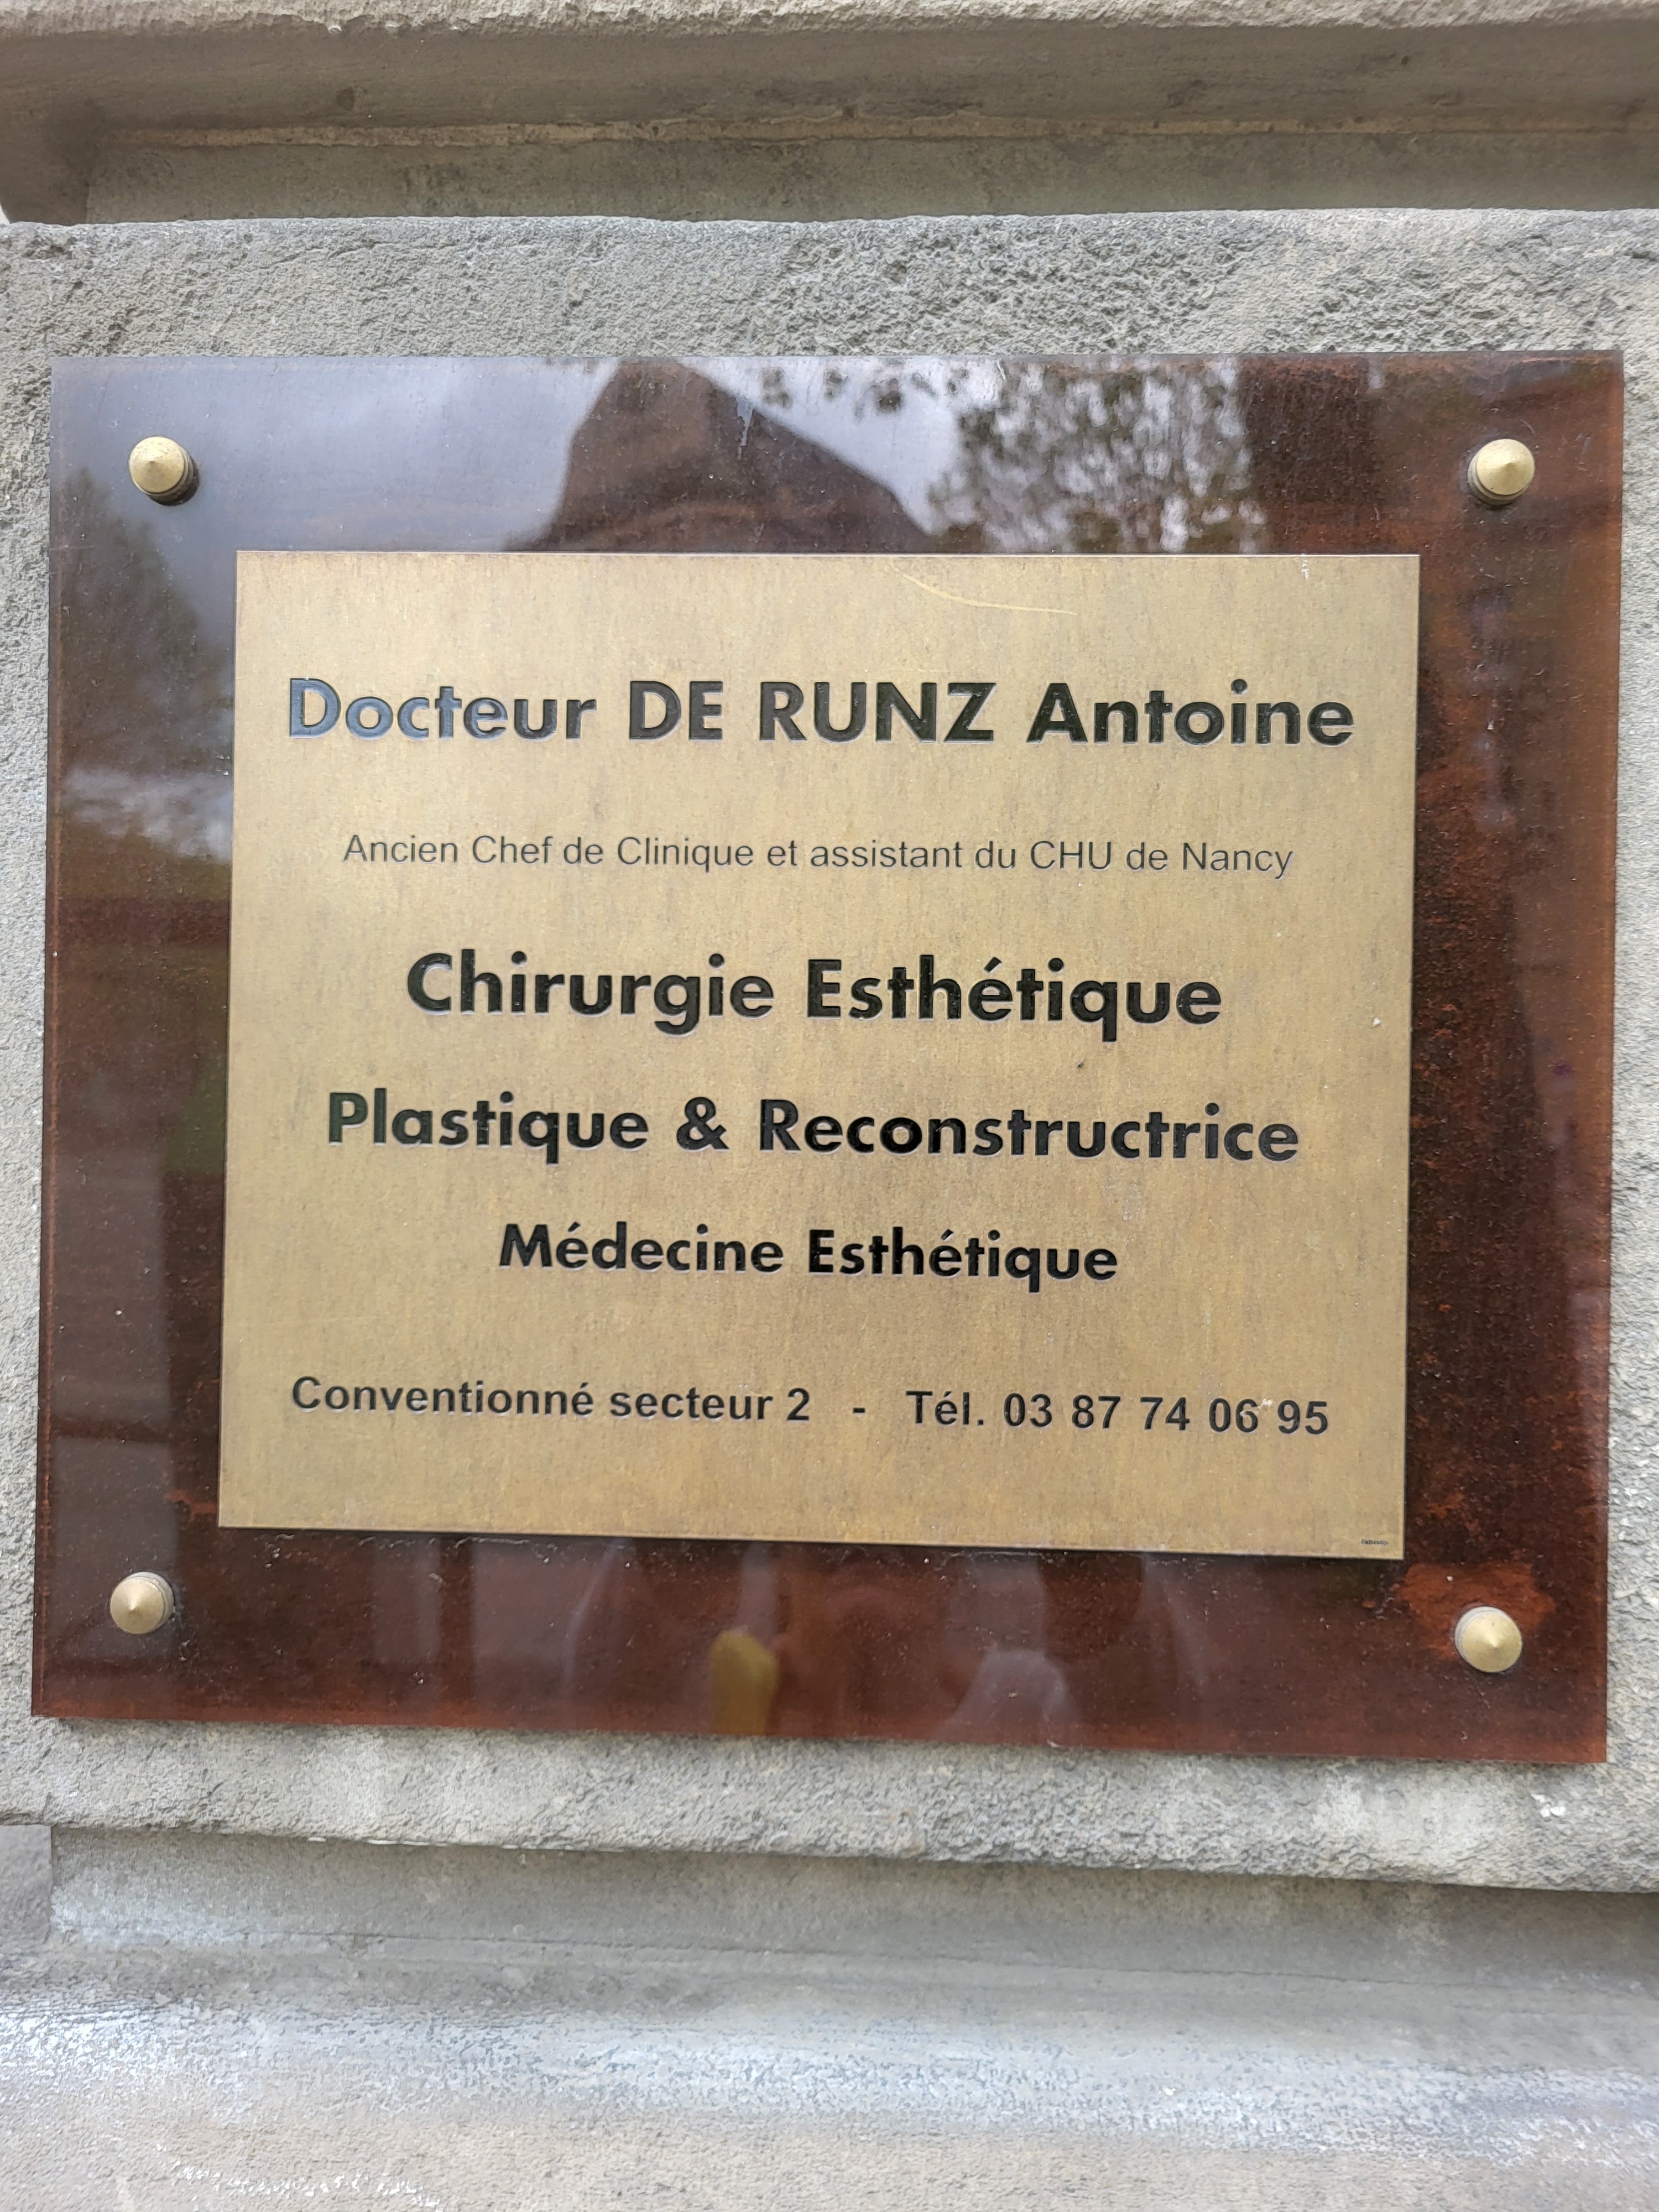 Docteur DE RUNZ Antoine
Ancien Chef de Clinique et assistant du CHU de Nancy
Chirurgie Esthétique
Plastique & Reconstructrice
Médecine Esthétique
Conventionné secteur 2 - Tél. 03 87 74 06 95